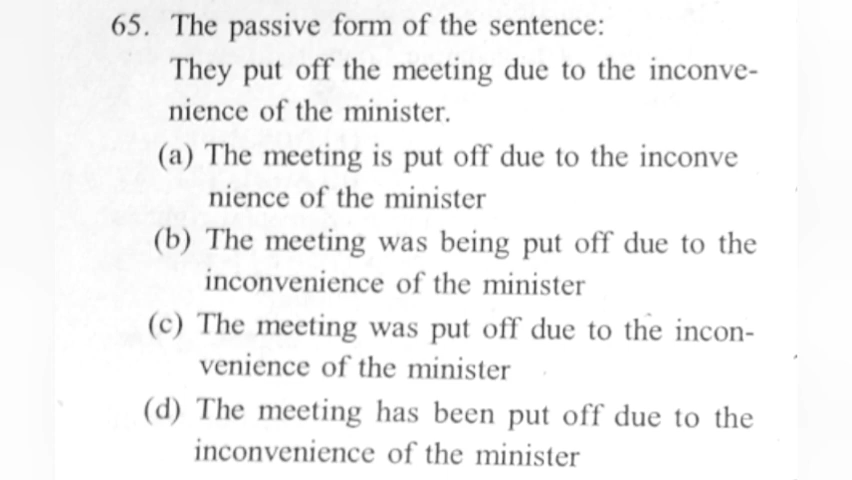 65. The passive form of the sentence:
They put off the meeting due to the inconve-
nience of the minister.
(a) The meeting is put off due to the inconve
nience of the minister
(b) The meeting was being put off due to the
inconvenience of the minister
(c) The meeting was put off due to the incon-
venience of the minister
(d) The meeting has been put off due to the
inconvenience of the minister